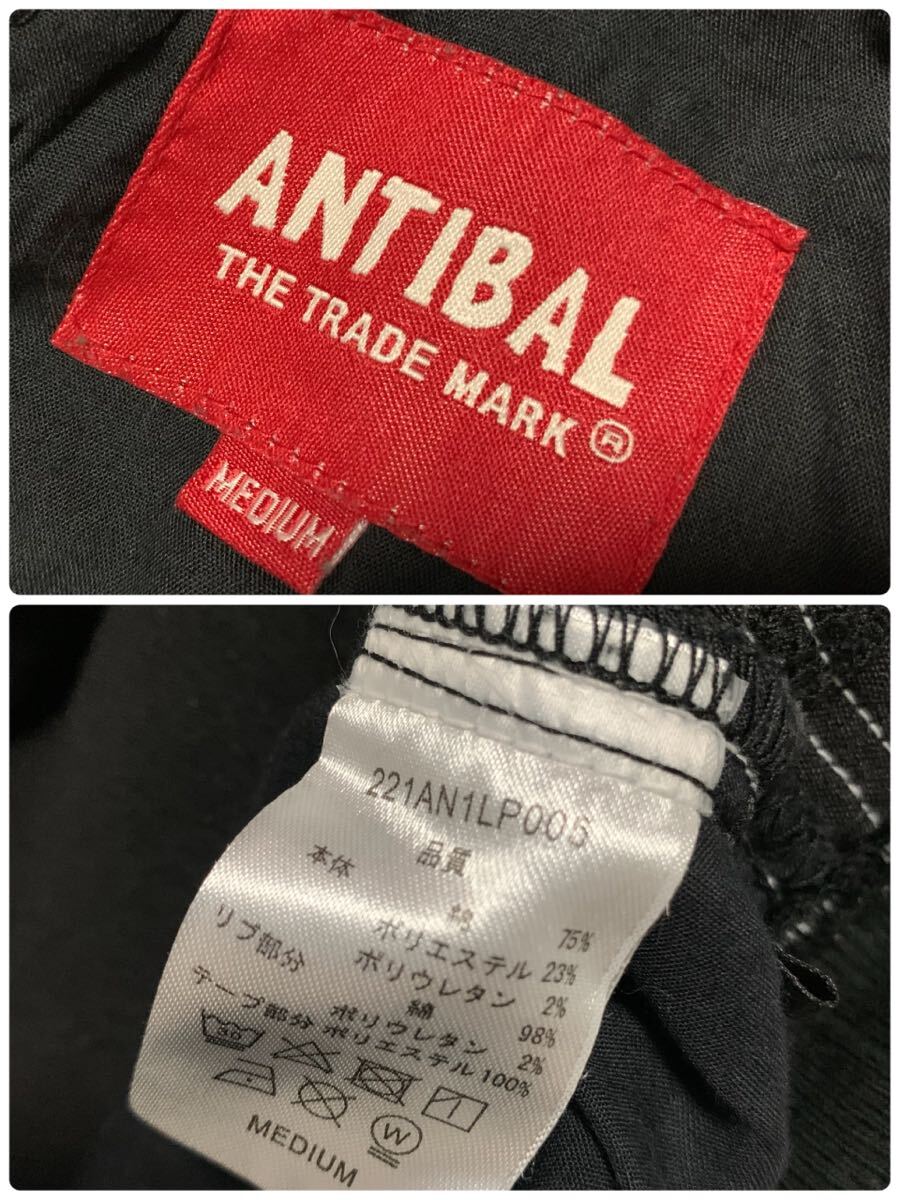 ANTIBAL
THE TRADE MARK ®
MEDIUM
221AN1LP005
品質
本体 綿 75%
ポリエステル 23%
ポリウレタン 2%
リブ部分 綿 98%
ポリウレタン 2%
テープ部分 ポリエステル 100%
W
MEDIUM